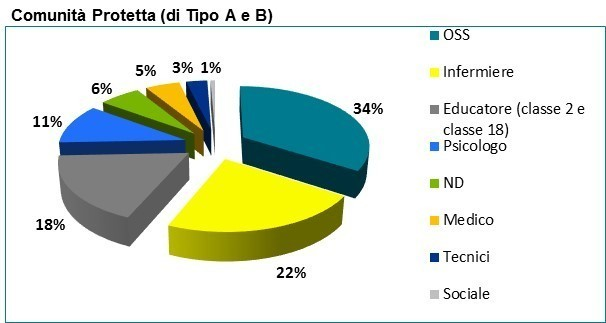 Comunità Protetta (di Tipo A e B)
OSS
Infermiere
Educatore (classe 2 e
classe 18)
Psicologo
ND
Medico
Tecnici
Sociale
34%
22%
18%
11%
6%
5%
3%
1%